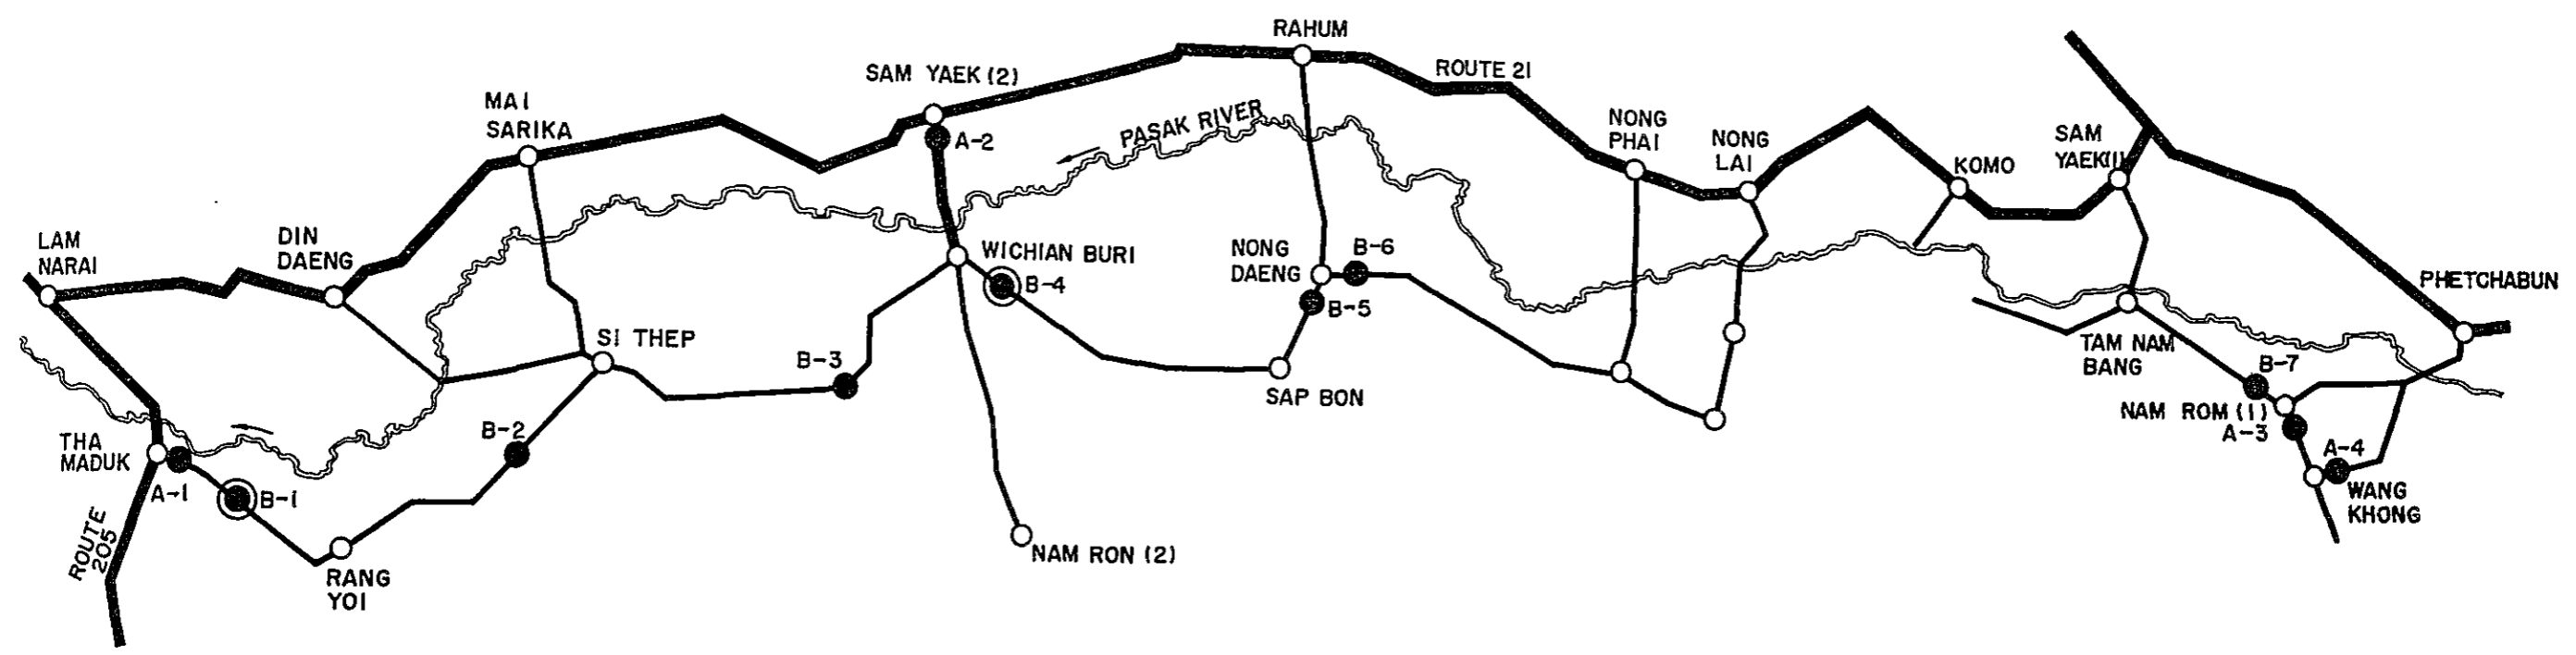 RAHUM
SAM YAEK (2)
ROUTE 21
MAI
SARIKA
PASAK RIVER
A-2
NONG
PHAI
NONG
LAI
SAM
YAEK(1)
KOMO
LAM
NARAI
DIN
DAENG
WICHIAN BURI
B-4
NONG
DAENG
B-6
B-5
PHETCHABUN
SI THEP
B-3
SAP BON
TAM NAM
BANG
B-7
NAM ROM (1)
A-3
A-4
WANG
KHONG
THA
MADUK
A-1
B-1
B-2
ROUTE
205
RANG
YOI
NAM RON (2)